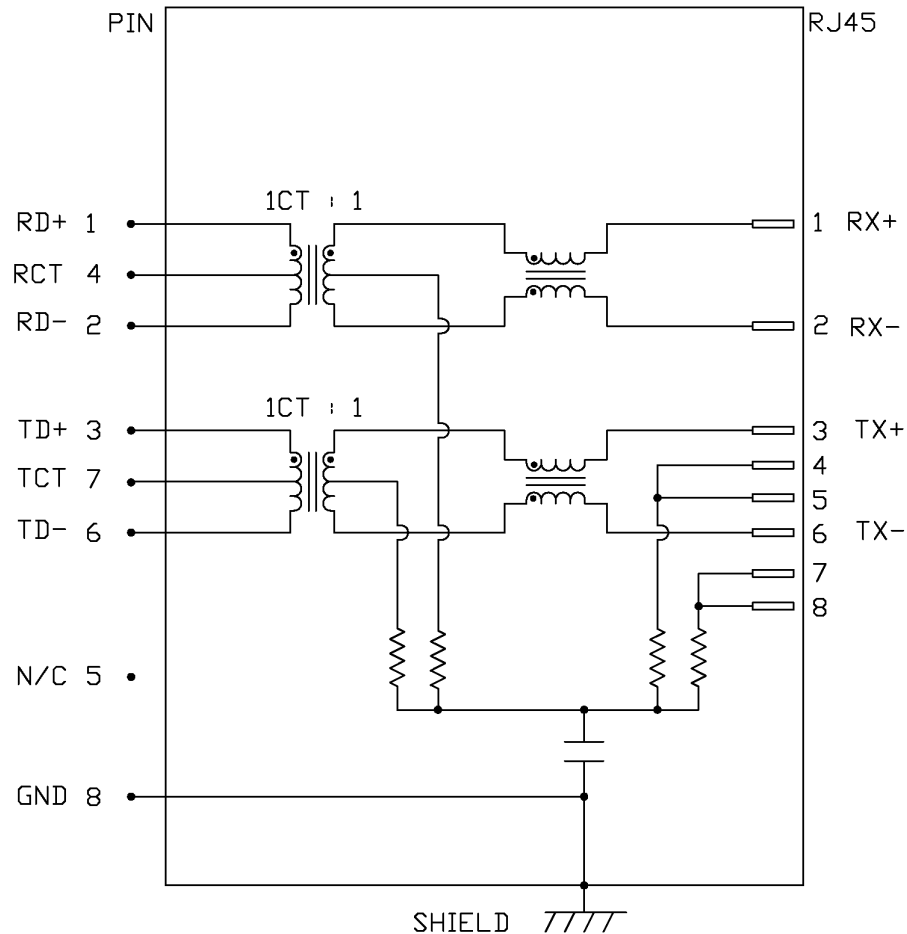 PIN RJ45
1CT : 1
RD+ 1 1 RX+
RCT 4
RD- 2 2 RX-
1CT : 1
TD+ 3 3 TX+
4
TCT 7
5
TD- 6 6 TX-
7
8
N/C 5
GND 8
SHIELD